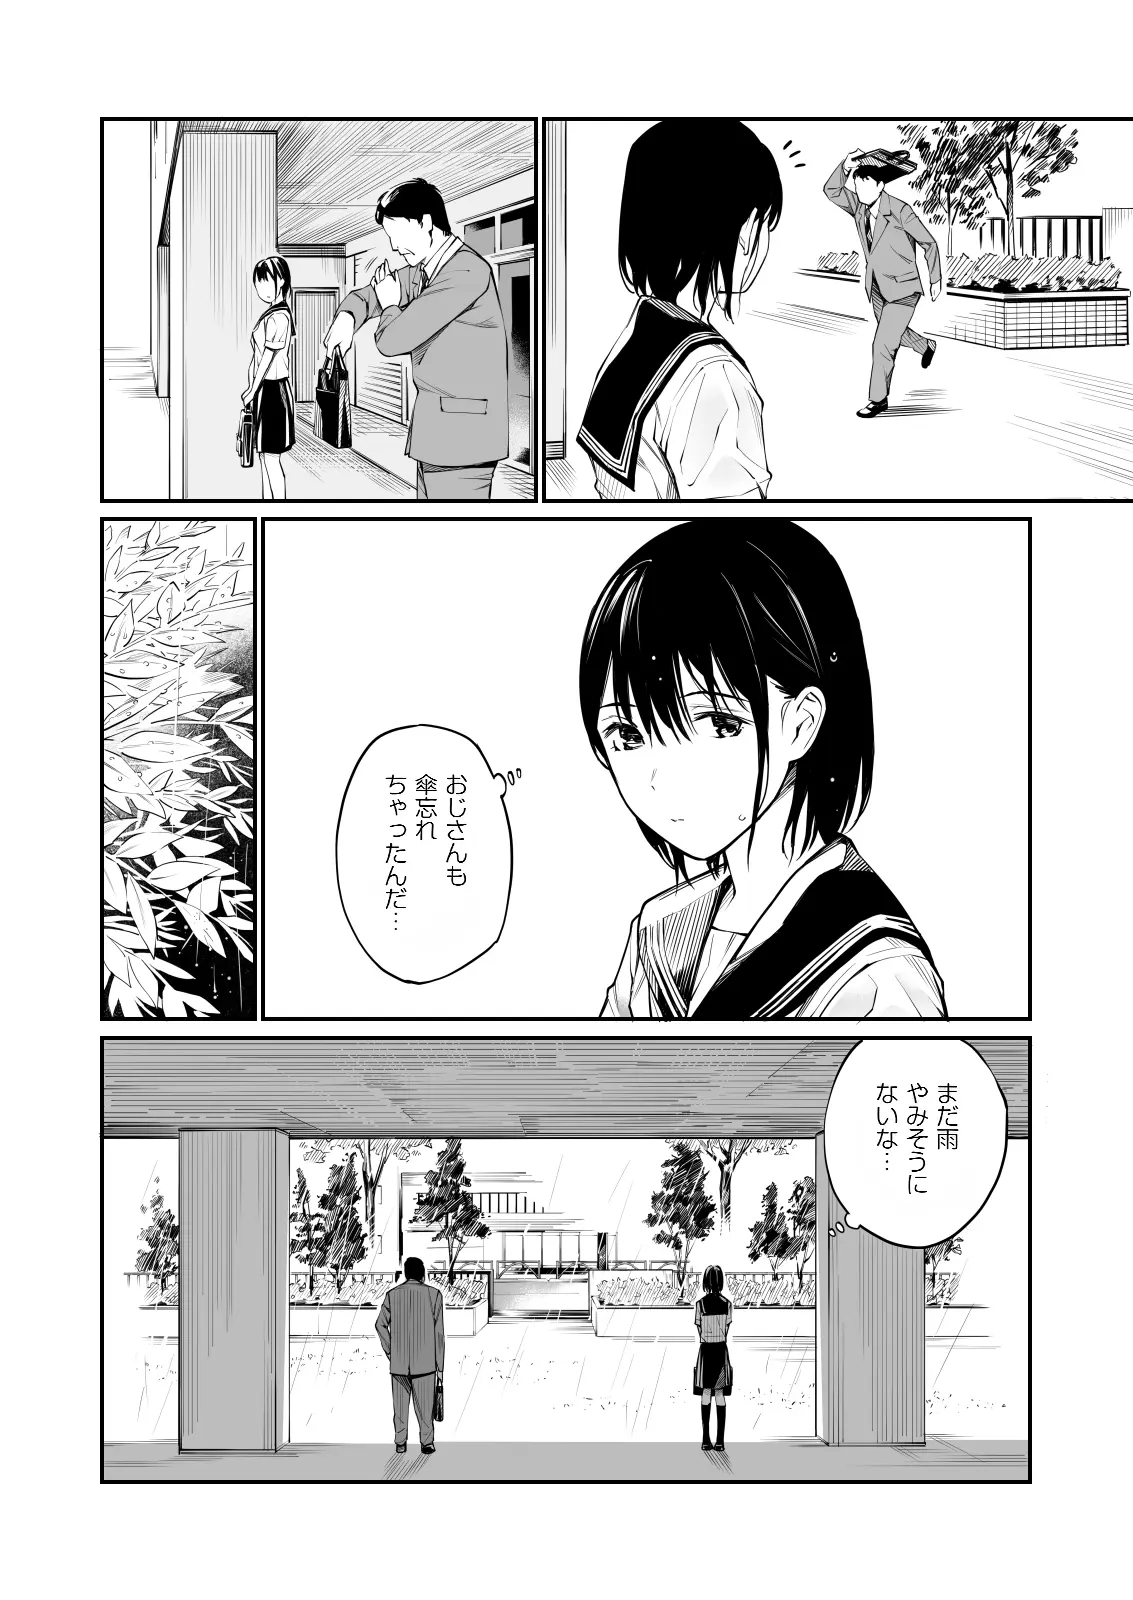 おじさんも
傘忘れ
ちゃったんだ…
まだ雨
やみそうに
ないな…